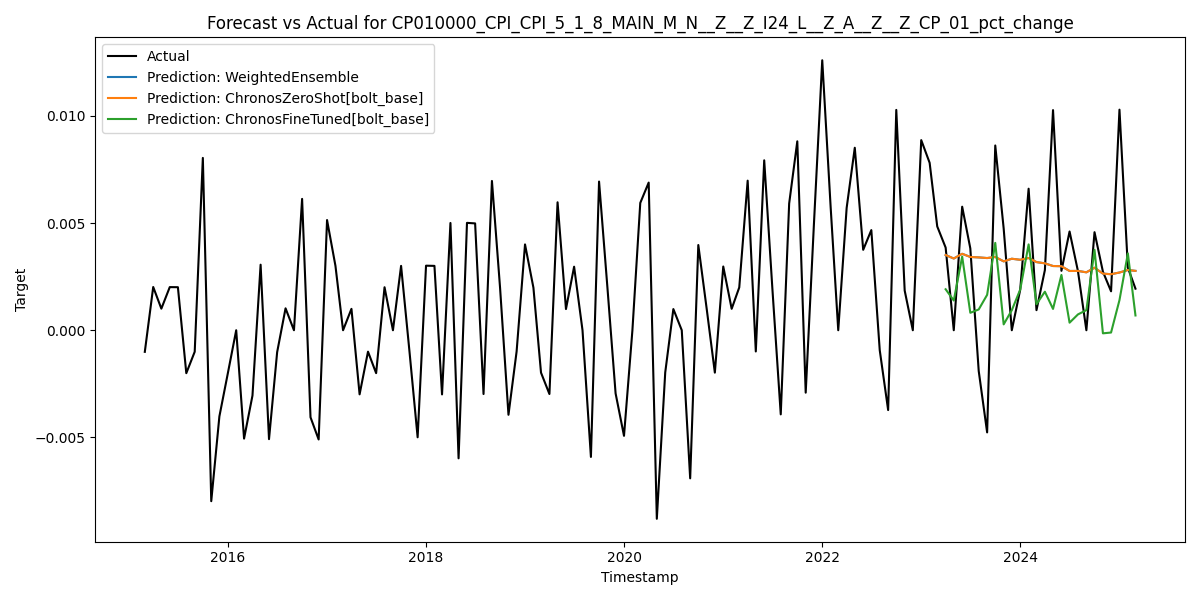 Forecast vs Actual for CP010000_CPI_CPI_5_1_8_MAIN_M_N__Z__Z_I24_L__Z_A__Z__Z_CP_01_pct_change
Actual
Prediction: WeightedEnsemble
Prediction: ChronosZeroShot[bolt_base]
Prediction: ChronosFineTuned[bolt_base]
0.010
0.005
0.000
−0.005
Target
2016
2018
2020
2022
2024
Timestamp